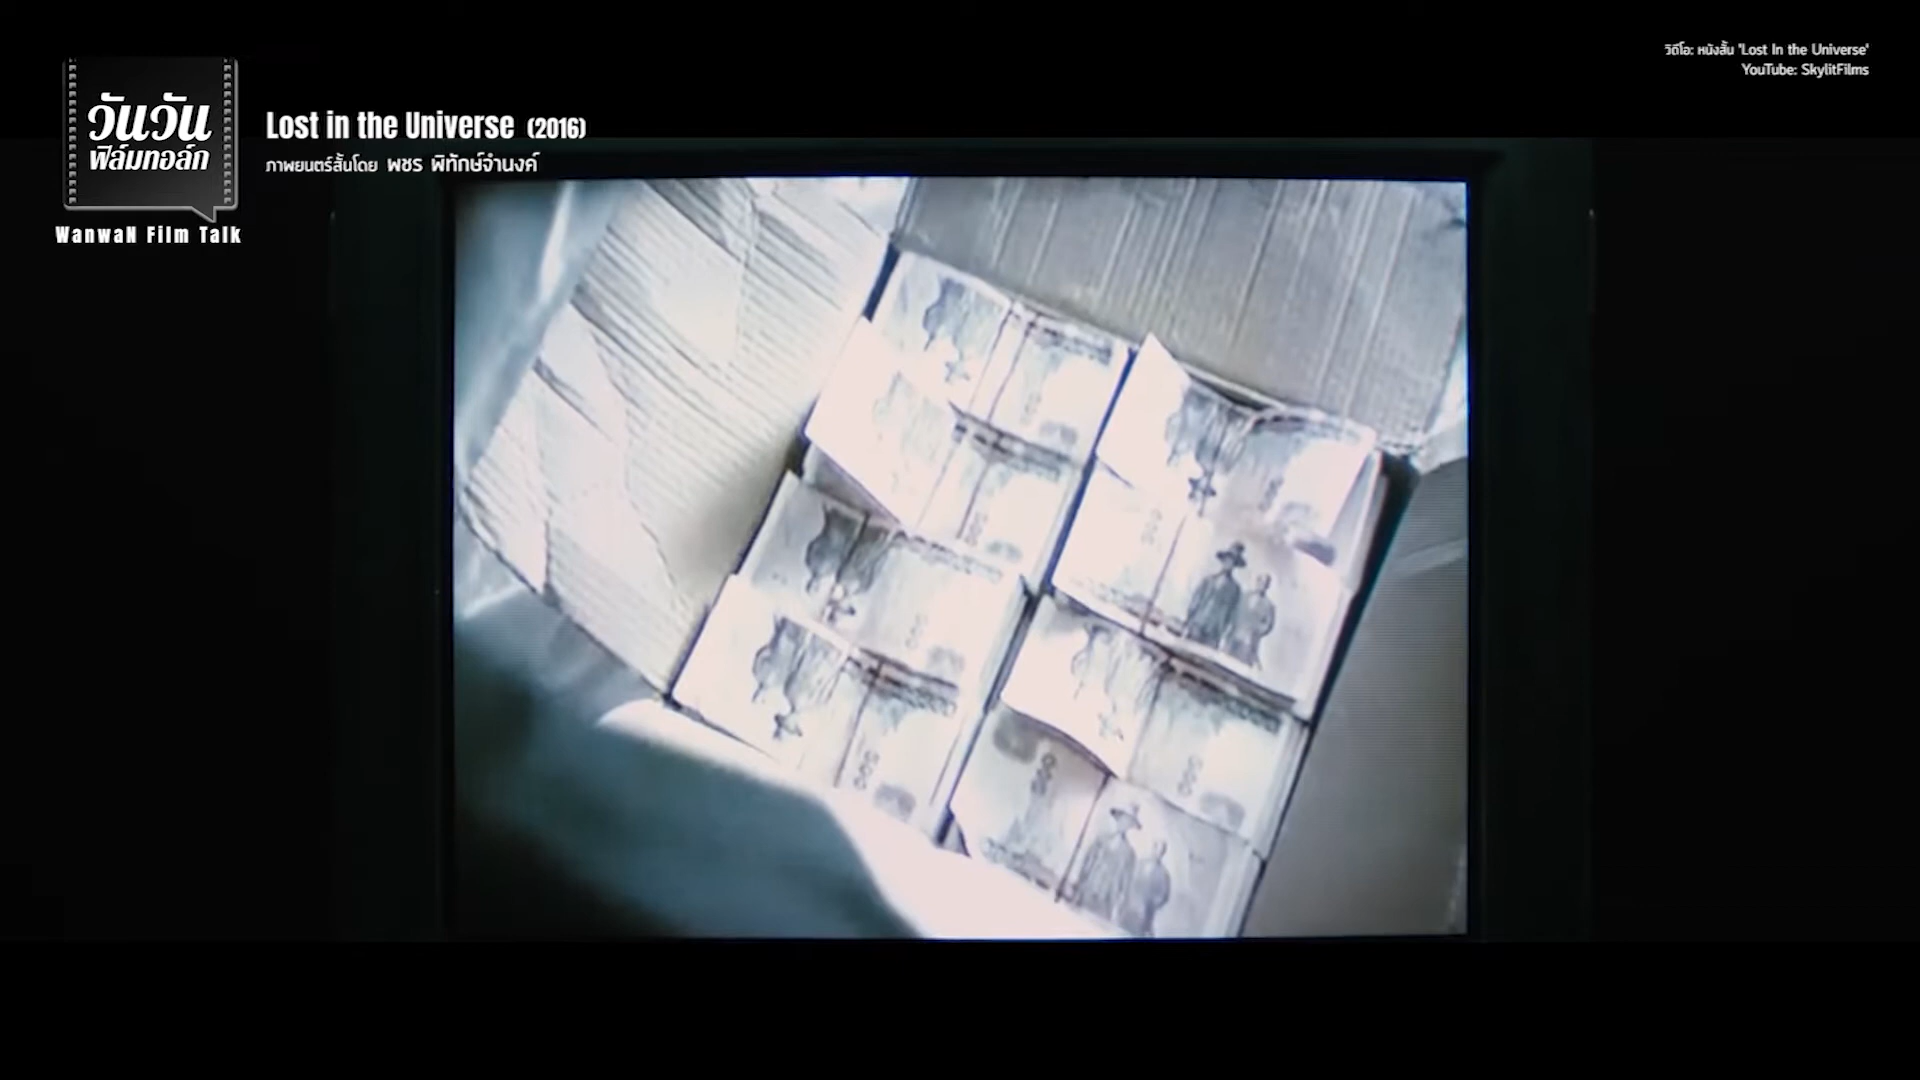 วันวัน
ฟิล์มทอล์ก
WanwaN Film Talk
Lost in the Universe (2016)
ภาพยนตร์สั้นโดย พชร พิทักษ์จำนงค์
วิดีโอ: หนังสั้น 'Lost In the Universe'
YouTube: SkylitFilms